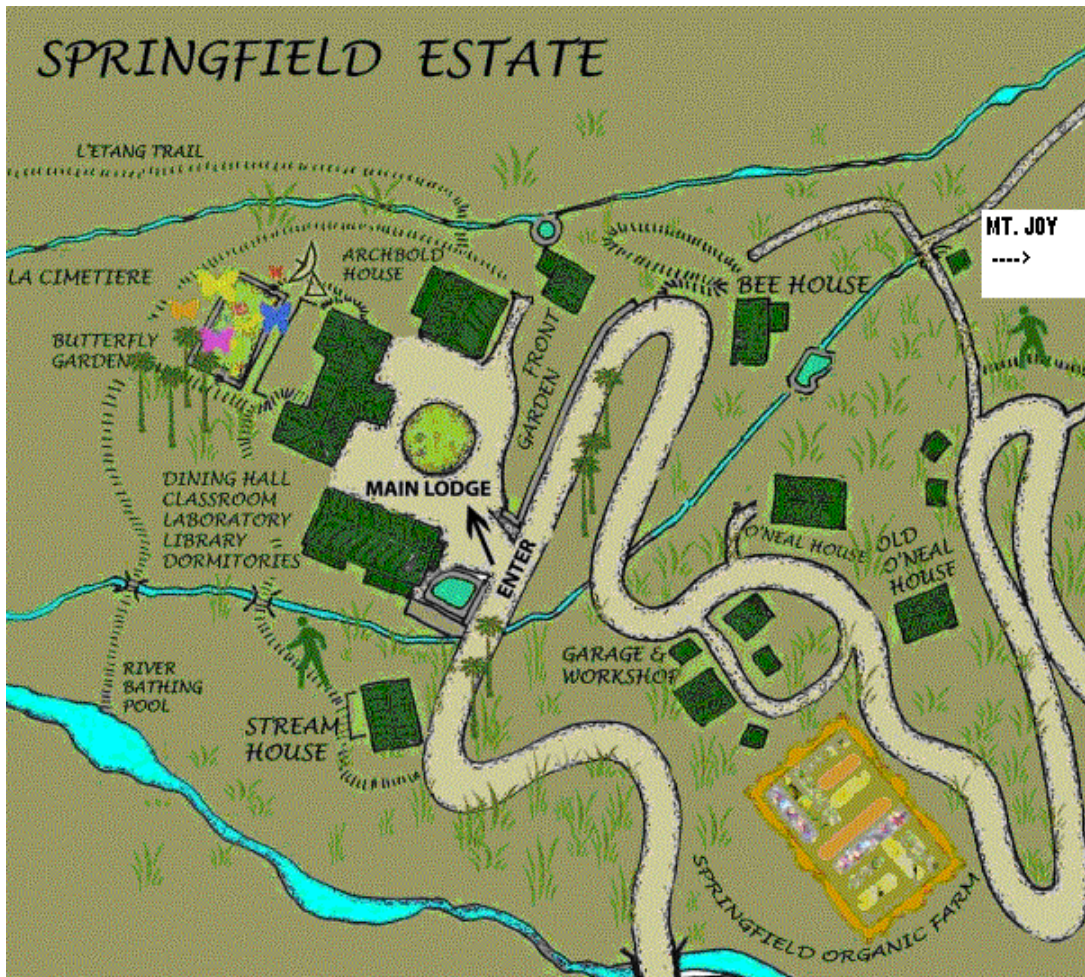 SPRINGFIELD ESTATE
L'ETANG TRAIL
MT. JOY
---->
LA CIMETIERE
ARCHBOLD
HOUSE
BEE HOUSE
BUTTERFLY
GARDEN
FRONT
GARDEN
MAIN LODGE
DINING HALL
CLASSROOM
LABORATORY
LIBRARY
DORMITORIES
ENTER
O'NEAL HOUSE
OLD
O'NEAL
HOUSE
GARAGE &
WORKSHOP
RIVER
BATHING
POOL
STREAM
HOUSE
SPRINGFIELD ORGANIC FARM